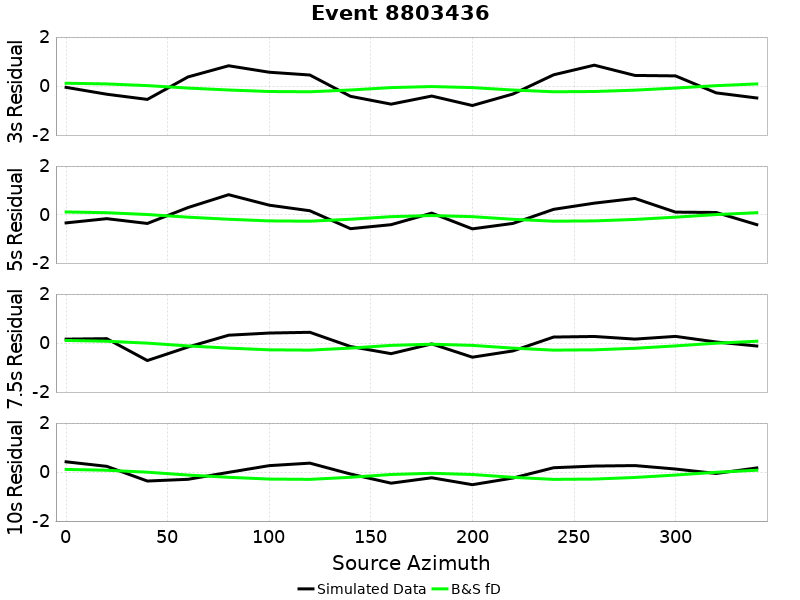 Event 8803436
3s Residual
2
0
-2
5s Residual
2
0
-2
7.5s Residual
2
0
-2
10s Residual
2
0
-2
0 50 100 150 200 250 300
Source Azimuth
Simulated Data B&S fD